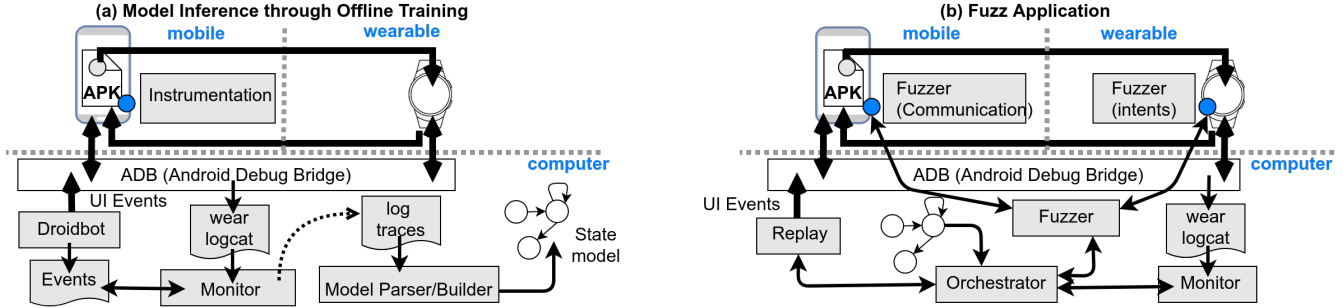 (a) Model Inference through Offline Training
mobile
wearable
APK
Instrumentation
computer
ADB (Android Debug Bridge)
UI Events
Droidbot
wear
logcat
log
traces
State
model
Events
Monitor
Model Parser/Builder
(b) Fuzz Application
mobile
wearable
APK
Fuzzer
(Communication)
Fuzzer
(intents)
computer
ADB (Android Debug Bridge)
UI Events
Replay
Fuzzer
wear
logcat
Orchestrator
Monitor